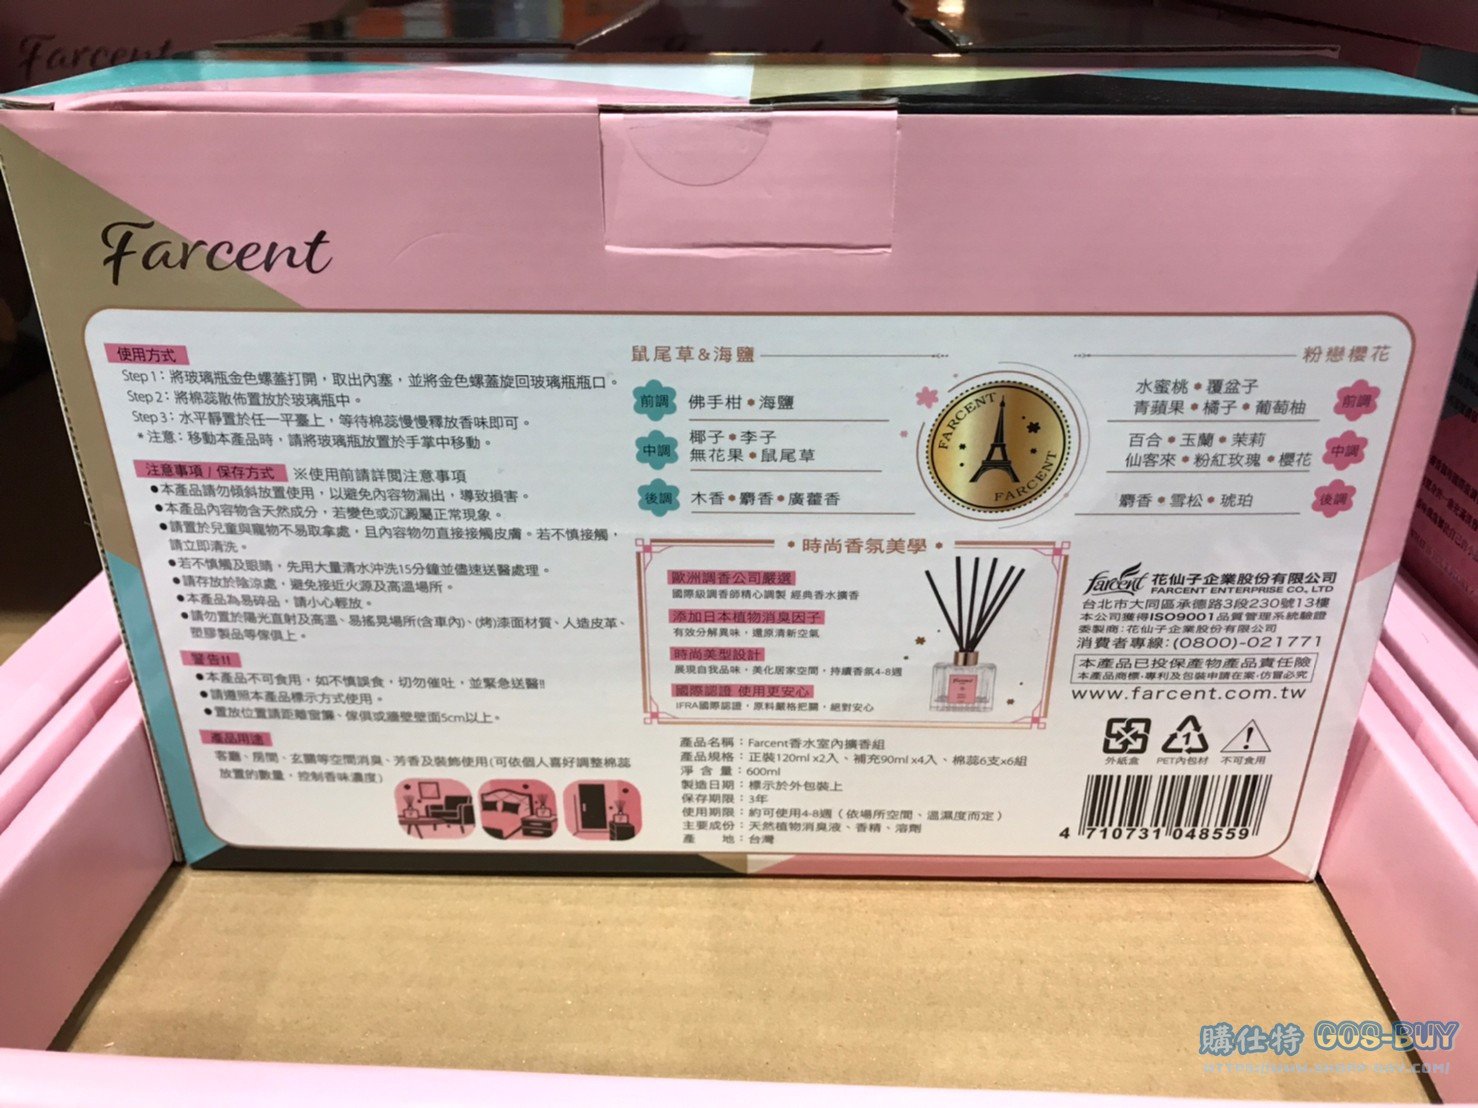 Farcent
Farcent
使用方式
Step 1：將玻璃瓶金色螺蓋打開，取出內塞，並將金色螺蓋旋回玻璃瓶瓶口。
Step 2：將棉蕊散佈置放於玻璃瓶中。
Step 3：水平靜置於任一平臺上，等待棉蕊慢慢釋放香味即可。
*注意：移動本產品時，請將玻璃瓶放置於手掌中移動。
注意事項/保存方式 ※使用前請詳閱注意事項
●本產品請勿傾斜放置使用，以避免內容物漏出，導致損害。
●本產品內容物含天然成分，若變色或沉澱屬正常現象。
●請置於兒童與寵物不易取拿處，且內容物勿直接接觸皮膚。若不慎接觸，
請立即清洗。
●若不慎觸及眼睛，先用大量清水沖洗15分鐘並儘速送醫處理。
●請存放於陰涼處，避免接近火源及高溫場所。
●本產品為易碎品，請小心輕放。
●請勿置於陽光直射及高溫、易搖晃場所(含車內)、(烤)漆面材質、人造皮革、
塑膠製品等傢俱上。
警告!!
●本產品不可食用，如不慎誤食，切勿催吐，並緊急送醫!!
●請遵照本產品標示方式使用。
●置放位置請距離窗簾、傢俱或牆壁壁面5cm以上。
產品用途
客廳、房間、玄關等空間消臭、芳香及裝飾使用(可依個人喜好調整棉蕊
放置的數量，控制香味濃度)
鼠尾草&海鹽
前調 佛手柑●海鹽
中調 椰子●李子
無花果●鼠尾草
後調 木香●麝香●廣藿香
FARCENT
FARCENT
粉戀櫻花
水蜜桃●覆盆子
青蘋果●橘子●葡萄柚 前調
百合●玉蘭●茉莉
仙客來●粉紅玫瑰●櫻花 中調
麝香●雪松●琥珀 後調
●時尚香氛美學●
歐洲調香公司嚴選
國際級調香師精心調製 經典香水擴香
添加日本植物消臭因子
有效分解異味，還原清新空氣
時尚美型設計
展現自我品味，美化居家空間，持續香氛4-8週
國際認證 使用更安心
IFRA國際認證，原料嚴格把關，絕對安心
產品名稱：Farcent香水室內擴香組
產品規格：正裝120ml x2入、補充90ml x4入、棉蕊6支x6組
淨 含 量：600ml
製造日期：標示於外包裝上
保存期限：3年
使用期限：約可使用4-8週（依場所空間、溫濕度而定）
主要成份：天然植物消臭液、香精、溶劑
產 地：台灣
farcent 花仙子企業股份有限公司
FARCENT ENTERPRISE CO., LTD
台北市大同區承德路3段230號13樓
本公司獲得ISO9001品質管理系統驗證
委製商：花仙子企業股份有限公司
消費者專線：(0800)-021771
本產品已投保產物產品責任險
本產品商標、專利及包裝申請在案、仿冒必究
www.farcent.com.tw
外紙盒 PET內包材 不可食用
4 710731 048559
購仕特 GOS-BUY